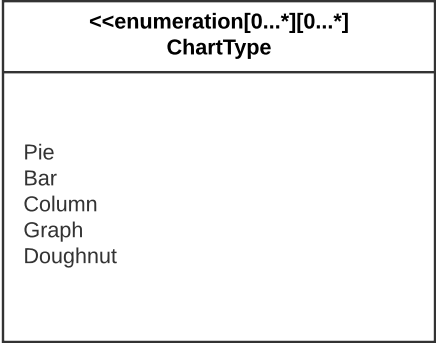 <<enumeration[0...*][0...*]
ChartType
Pie
Bar
Column
Graph
Doughnut